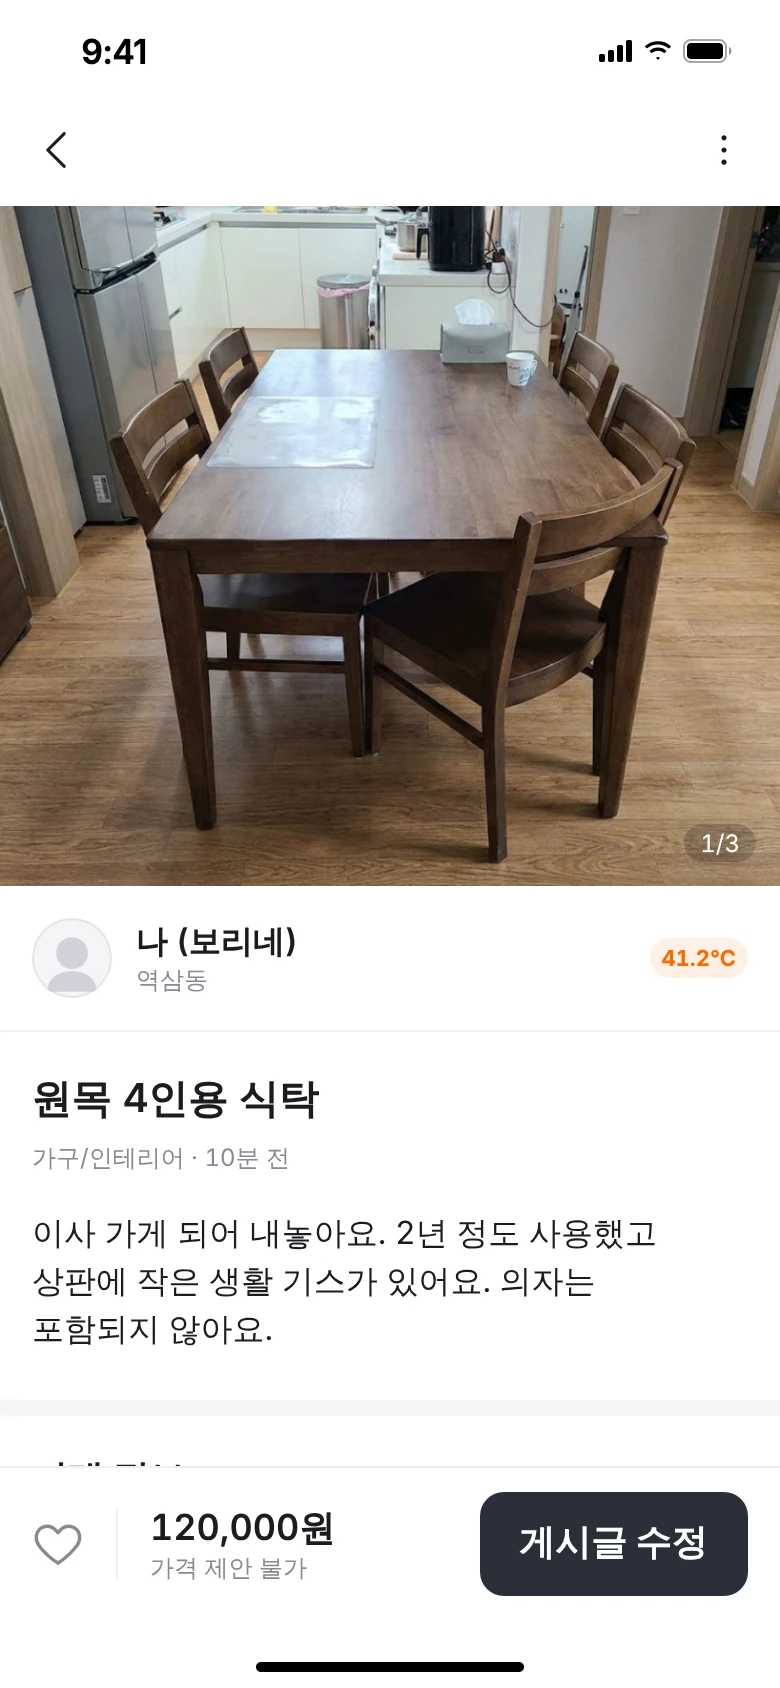 9:41
1/3
나 (보리네)
역삼동
41.2°C
원목 4인용 식탁
가구/인테리어 · 10분 전
이사 가게 되어 내놓아요. 2년 정도 사용했고
상판에 작은 생활 기스가 있어요. 의자는
포함되지 않아요.
120,000원
가격 제안 불가
게시글 수정